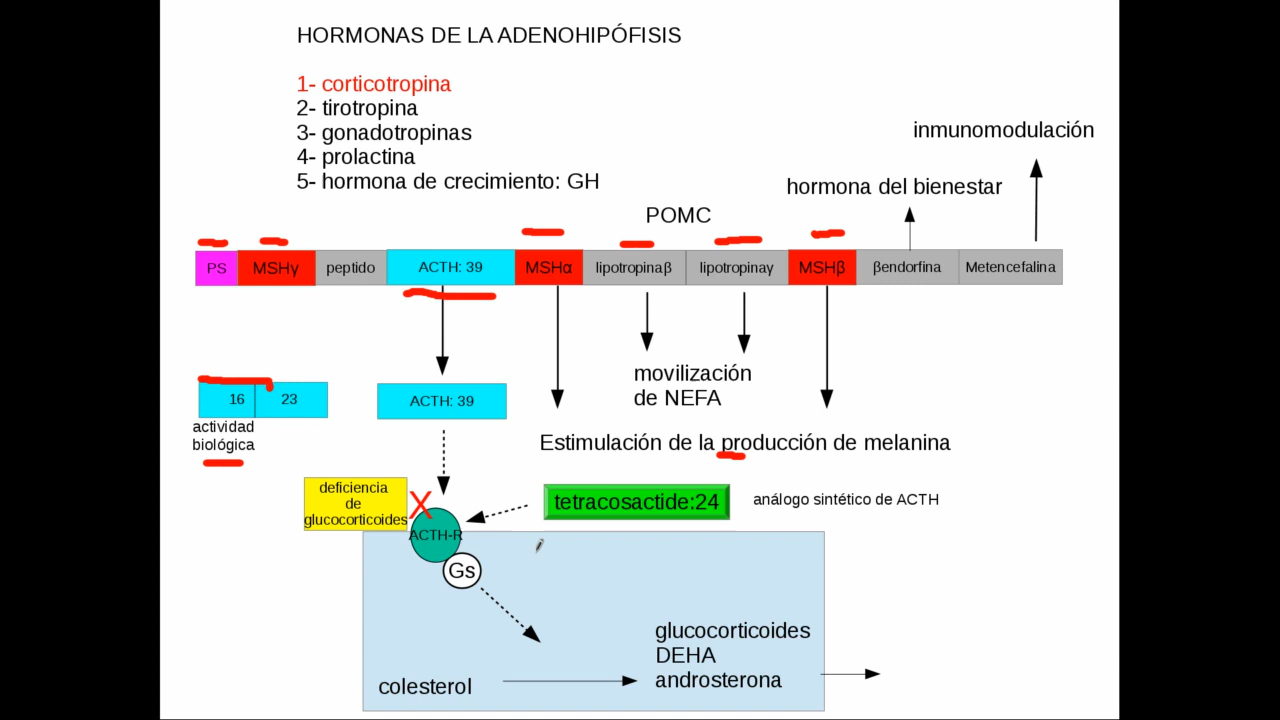 HORMONAS DE LA ADENOHIPÓFISIS
1- corticotropina
2- tirotropina
3- gonadotropinas
4- prolactina
5- hormona de crecimiento: GH
inmunomodulación
hormona del bienestar
POMC
PS MSHγ peptido ACTH: 39 MSHα lipotropinaβ lipotropinaγ MSHβ βendorfina Metencefalina
movilización
de NEFA
16 23
ACTH: 39
actividad
biológica
Estimulación de la producción de melanina
deficiencia
de
glucocorticoides
X
tetracosactide:24
análogo sintético de ACTH
ACTH-R
Gs
glucocorticoides
DEHA
androsterona
colesterol